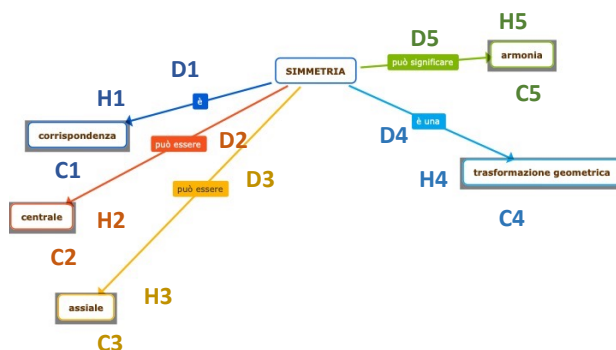 H5
D5
SIMMETRIA
può significare
armonia
D1
C5
H1
è
è una
D4
corrispondenza
può essere
D2
C1
D3
H4
trasformazione geometrica
può essere
centrale
H2
C4
C2
H3
assiale
C3